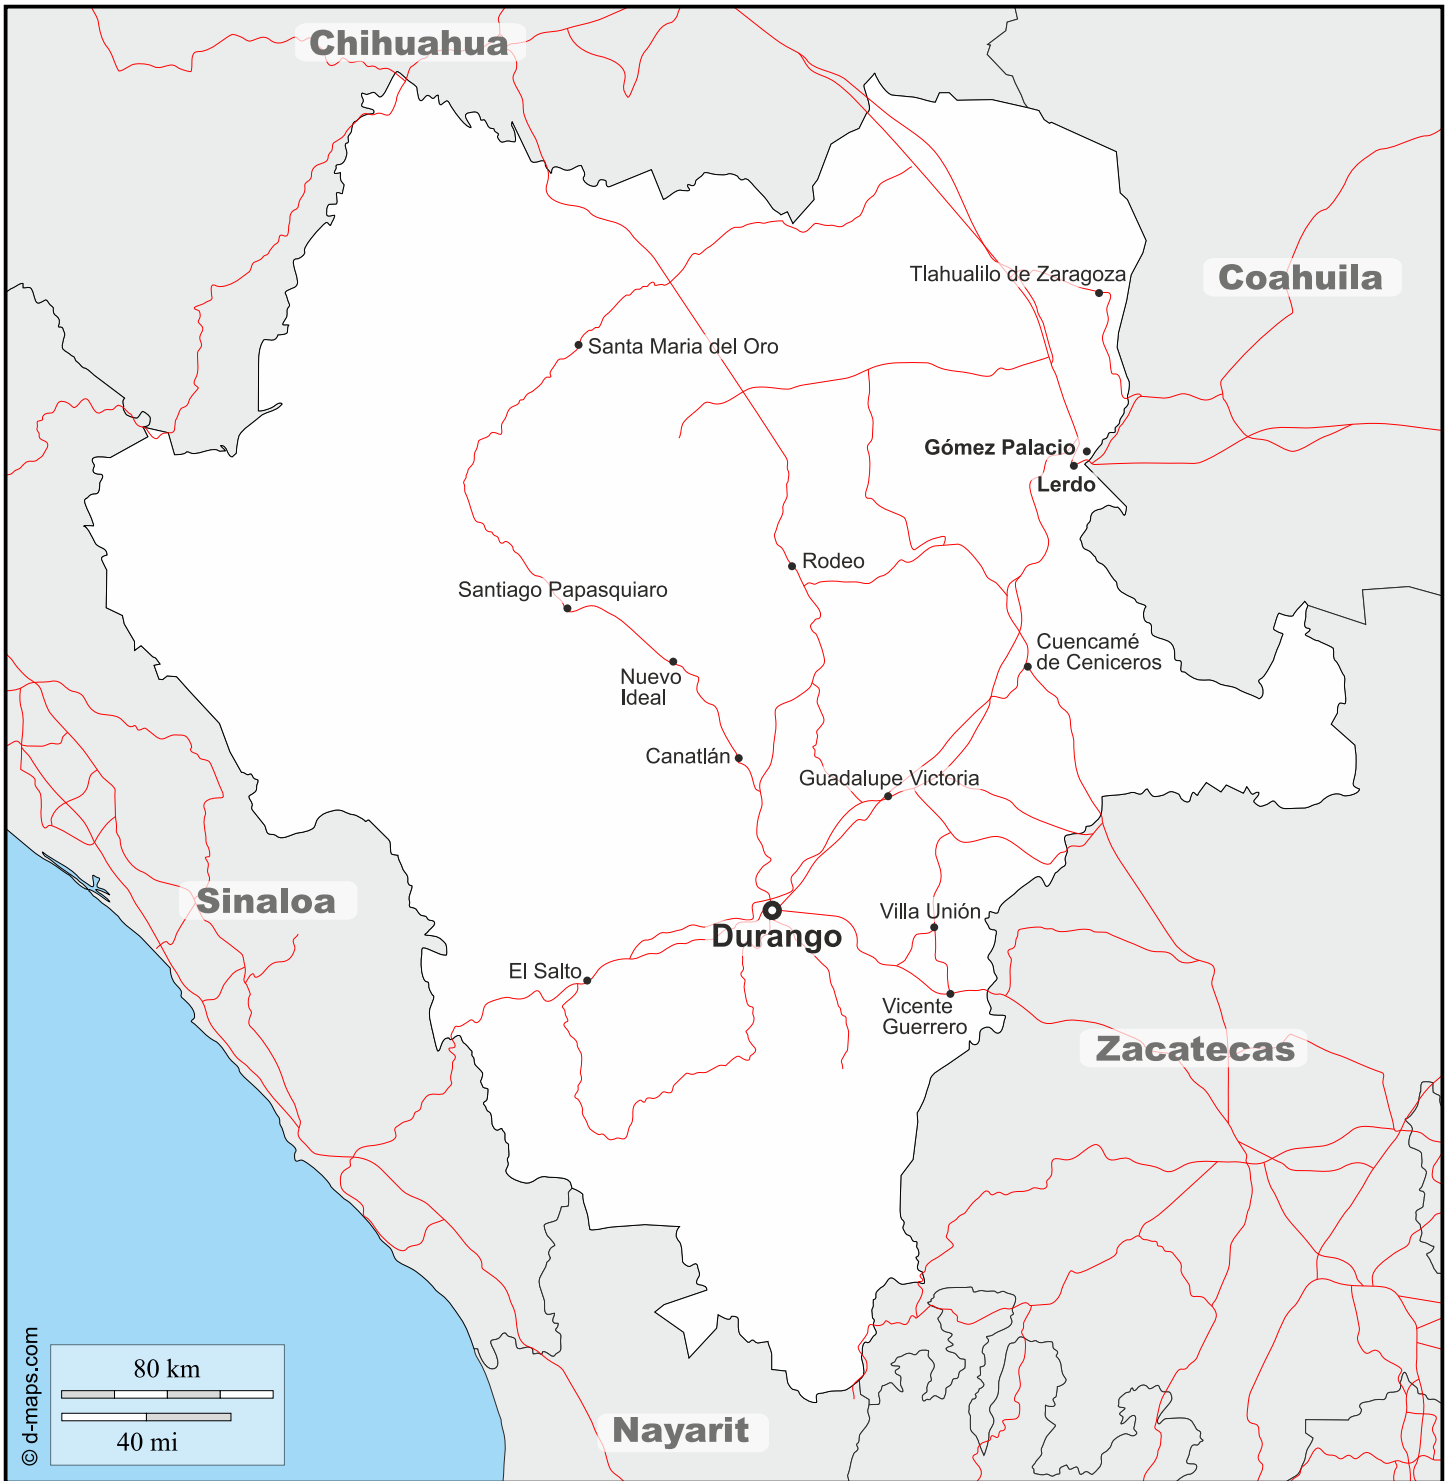 Chihuahua
Tlahualilo de Zaragoza
Coahuila
Santa Maria del Oro
Gómez Palacio
Lerdo
Rodeo
Santiago Papasquiaro
Cuencamé
de Ceniceros
Nuevo
Ideal
Canatlán
Guadalupe Victoria
Sinaloa
Villa Unión
Durango
El Salto
Vicente
Guerrero
Zacatecas
Nayarit
80 km
40 mi
© d-maps.com